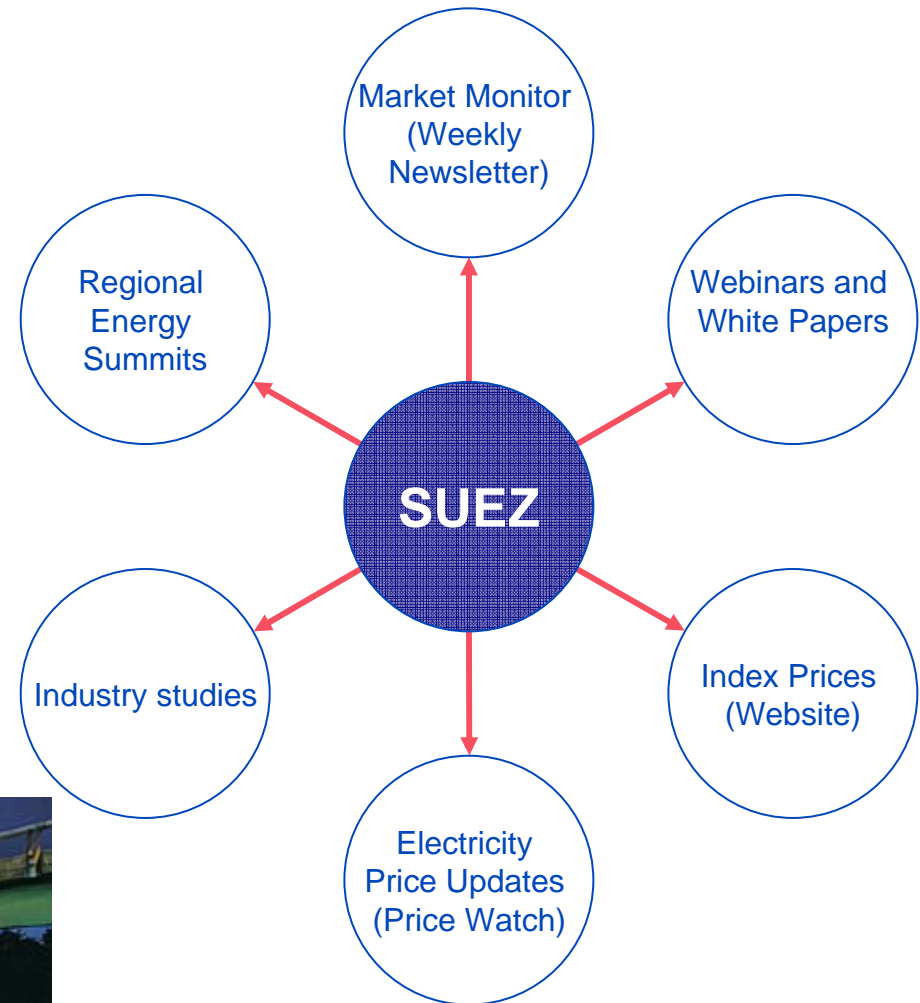 Market Monitor
(Weekly
Newsletter)
Regional
Energy
Summits
Webinars and
White Papers
SUEZ
Industry studies
Index Prices
(Website)
Electricity
Price Updates
(Price Watch)